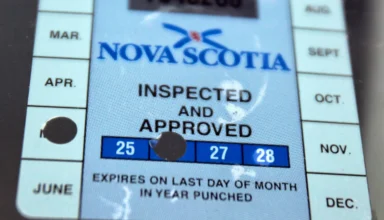 MAR.
APR.
JUNE
NOVA SCOTIA
INSPECTED
AND
APPROVED
25 27 28
EXPIRES ON LAST DAY OF MONTH
IN YEAR PUNCHED
AUG.
SEPT.
OCT.
NOV.
DEC.